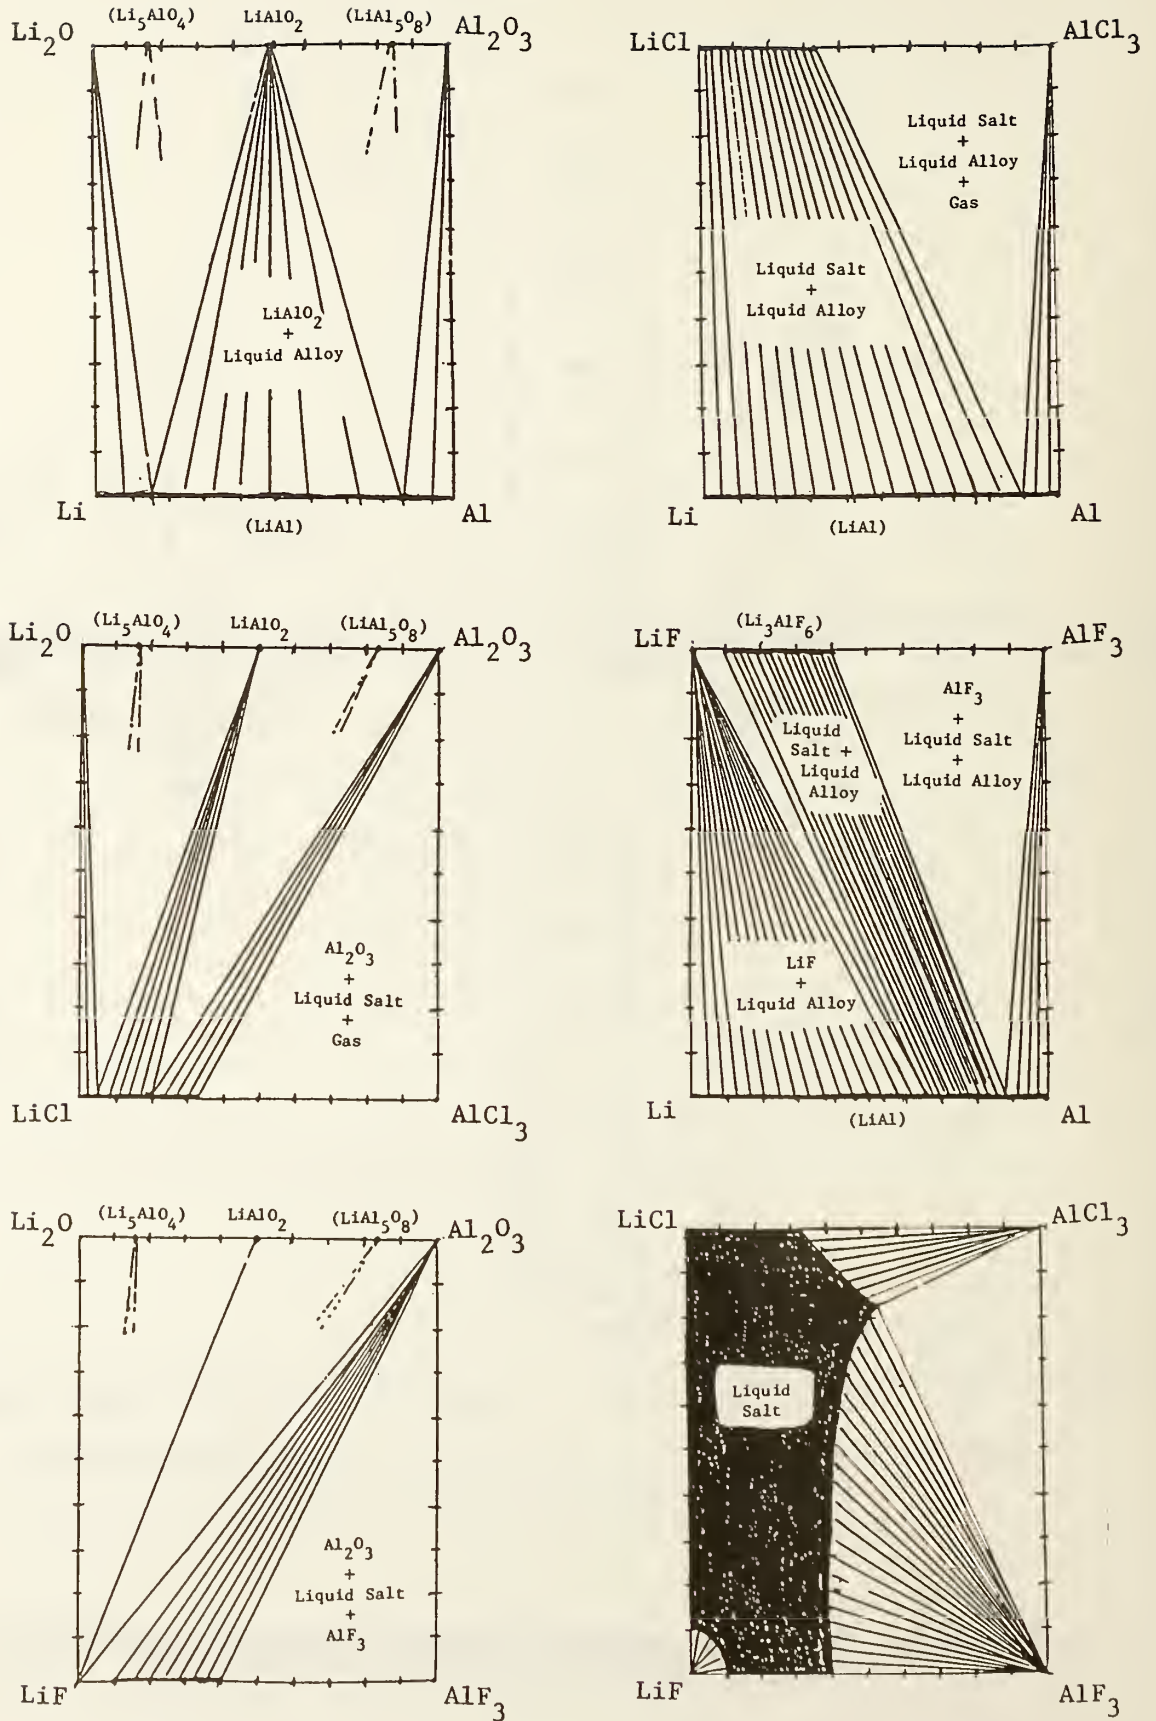 Li₂O (Li₅AlO₄) LiAlO₂ (LiAl₅O₈) Al₂O₃
LiAlO₂
+
Liquid Alloy
Li (LiAl) Al
LiCl AlCl₃
Liquid Salt
+
Liquid Alloy
+
Gas
Liquid Salt
+
Liquid Alloy
Li (LiAl) Al
Li₂O (Li₅AlO₄) LiAlO₂ (LiAl₅O₈) Al₂O₃
Al₂O₃
+
Liquid Salt
+
Gas
LiCl AlCl₃
LiF (Li₃AlF₆) AlF₃
AlF₃
+
Liquid Salt
+
Liquid Alloy
Liquid
Salt +
Liquid
Alloy
LiF
+
Liquid Alloy
Li (LiAl) Al
Li₂O (Li₅AlO₄) LiAlO₂ (LiAl₅O₈) Al₂O₃
Al₂O₃
+
Liquid Salt
+
AlF₃
LiF AlF₃
LiCl AlCl₃
Liquid
Salt
LiF AlF₃